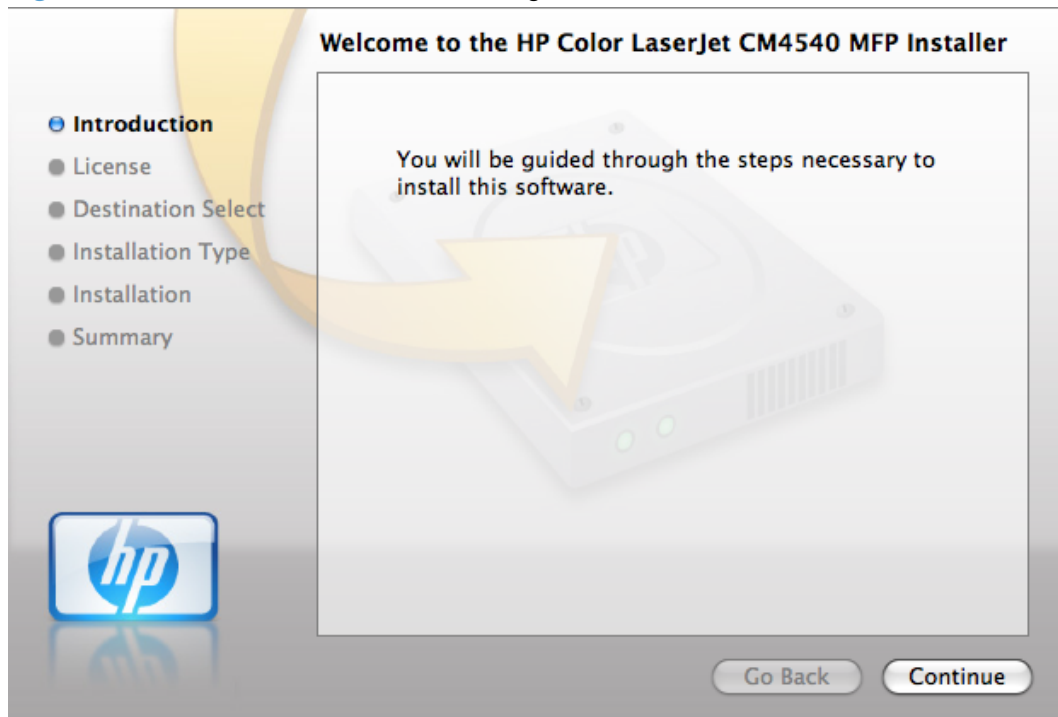 Welcome to the HP Color LaserJet CM4540 MFP Installer
Introduction
License
Destination Select
Installation Type
Installation
Summary
You will be guided through the steps necessary to
install this software.
hp
Go Back
Continue